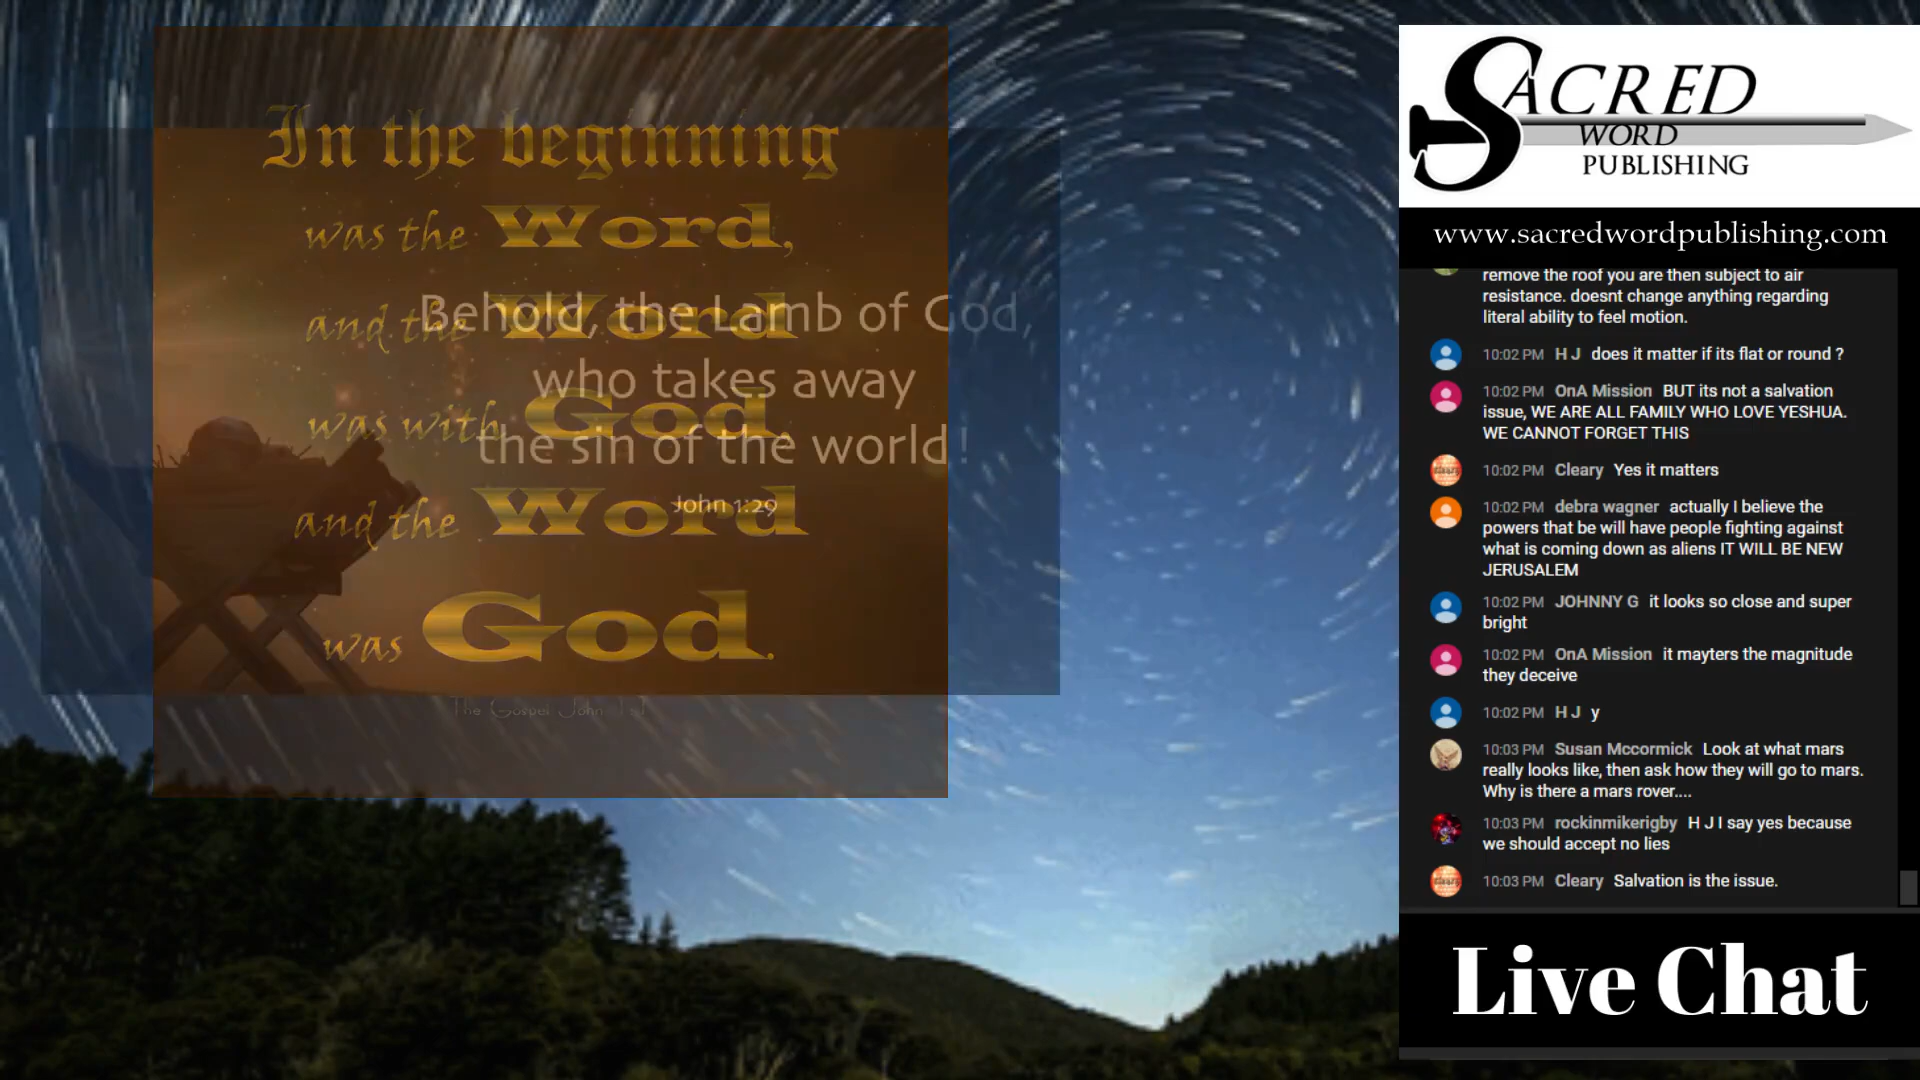 In the beginning
was the Word,
and the Word
was with God,
and the Word
was God.
The Gospel John 1:1
Behold, the Lamb of God,
who takes away
the sin of the world!
John 1:29
SACRED
WORD
PUBLISHING
www.sacredwordpublishing.com
remove the roof you are then subject to air
resistance. doesnt change anything regarding
literal ability to feel motion.
10:02 PM H J does it matter if its flat or round ?
10:02 PM OnA Mission BUT its not a salvation
issue, WE ARE ALL FAMILY WHO LOVE YESHUA.
WE CANNOT FORGET THIS
10:02 PM Cleary Yes it matters
10:02 PM debra wagner actually I believe the
powers that be will have people fighting against
what is coming down as aliens IT WILL BE NEW
JERUSALEM
10:02 PM JOHNNY G it looks so close and super
bright
10:02 PM OnA Mission it mayters the magnitude
they deceive
10:02 PM H J y
10:03 PM Susan Mccormick Look at what mars
really looks like, then ask how they will go to mars.
Why is there a mars rover....
10:03 PM rockinmikerigby H J I say yes because
we should accept no lies
10:03 PM Cleary Salvation is the issue.
Live Chat